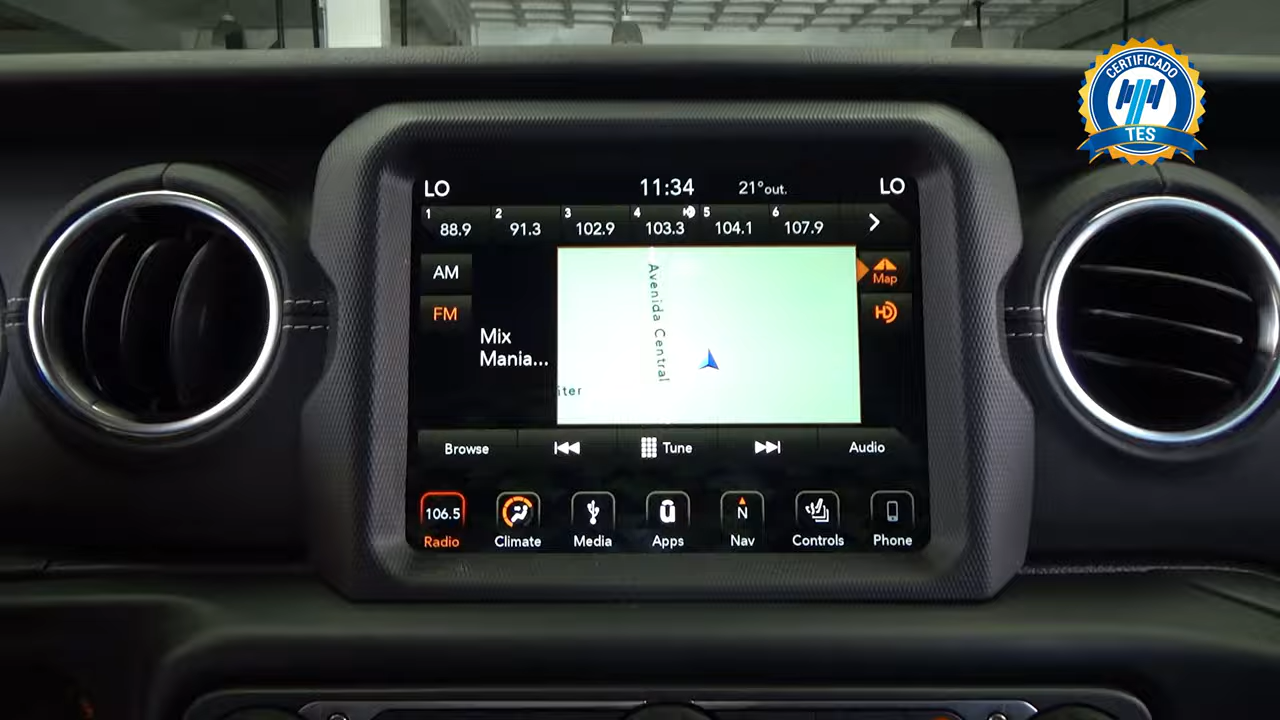 CERTIFICADO
TES
LO 11:34 21°out. LO
1 88.9 2 91.3 3 102.9 4 103.3 5 104.1 6 107.9
AM
FM
Mix
Mania...
Avenida Central
iter
Map
HD
Browse Tune Audio
106.5 N
Radio Climate Media Apps Nav Controls Phone